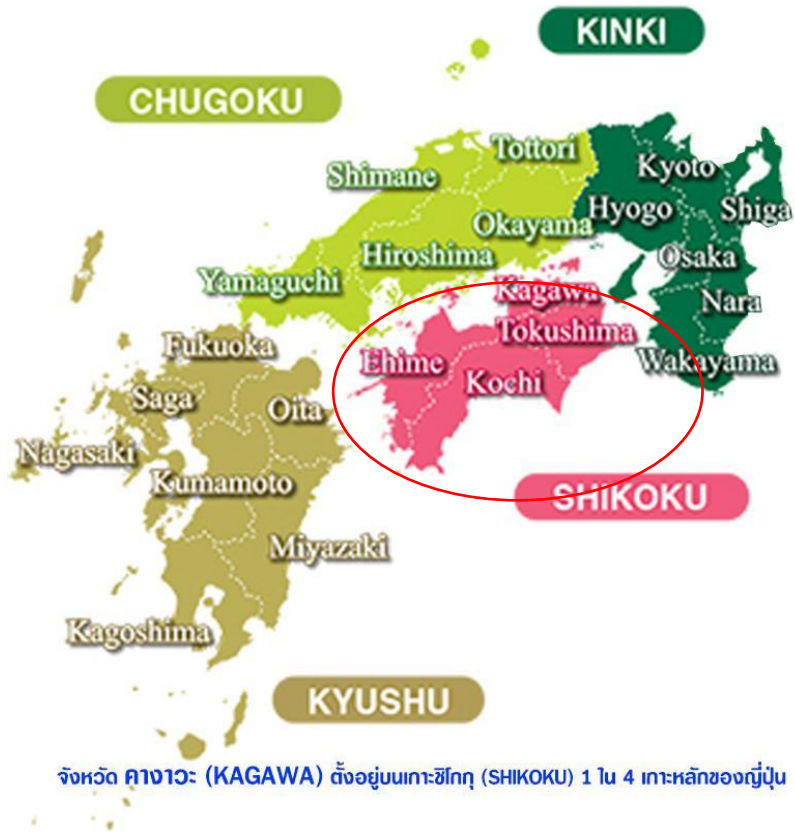 KINKI
CHUGOKU
Tottori
Kyoto
Shimane
Hyogo
Shiga
Okayama
Hiroshima
Osaka
Yamaguchi
Kagawa
Nara
Tokushima
Fukuoka
Ehime
Wakayama
Kochi
Saga
Oita
Nagasaki
Kumamoto
SHIKOKU
Miyazaki
Kagoshima
KYUSHU
จังหวัด คางาวะ (KAGAWA) ตั้งอยู่บนเกาะชิโกกุ (SHIKOKU) 1 ใน 4 เกาะหลักของญี่ปุ่น